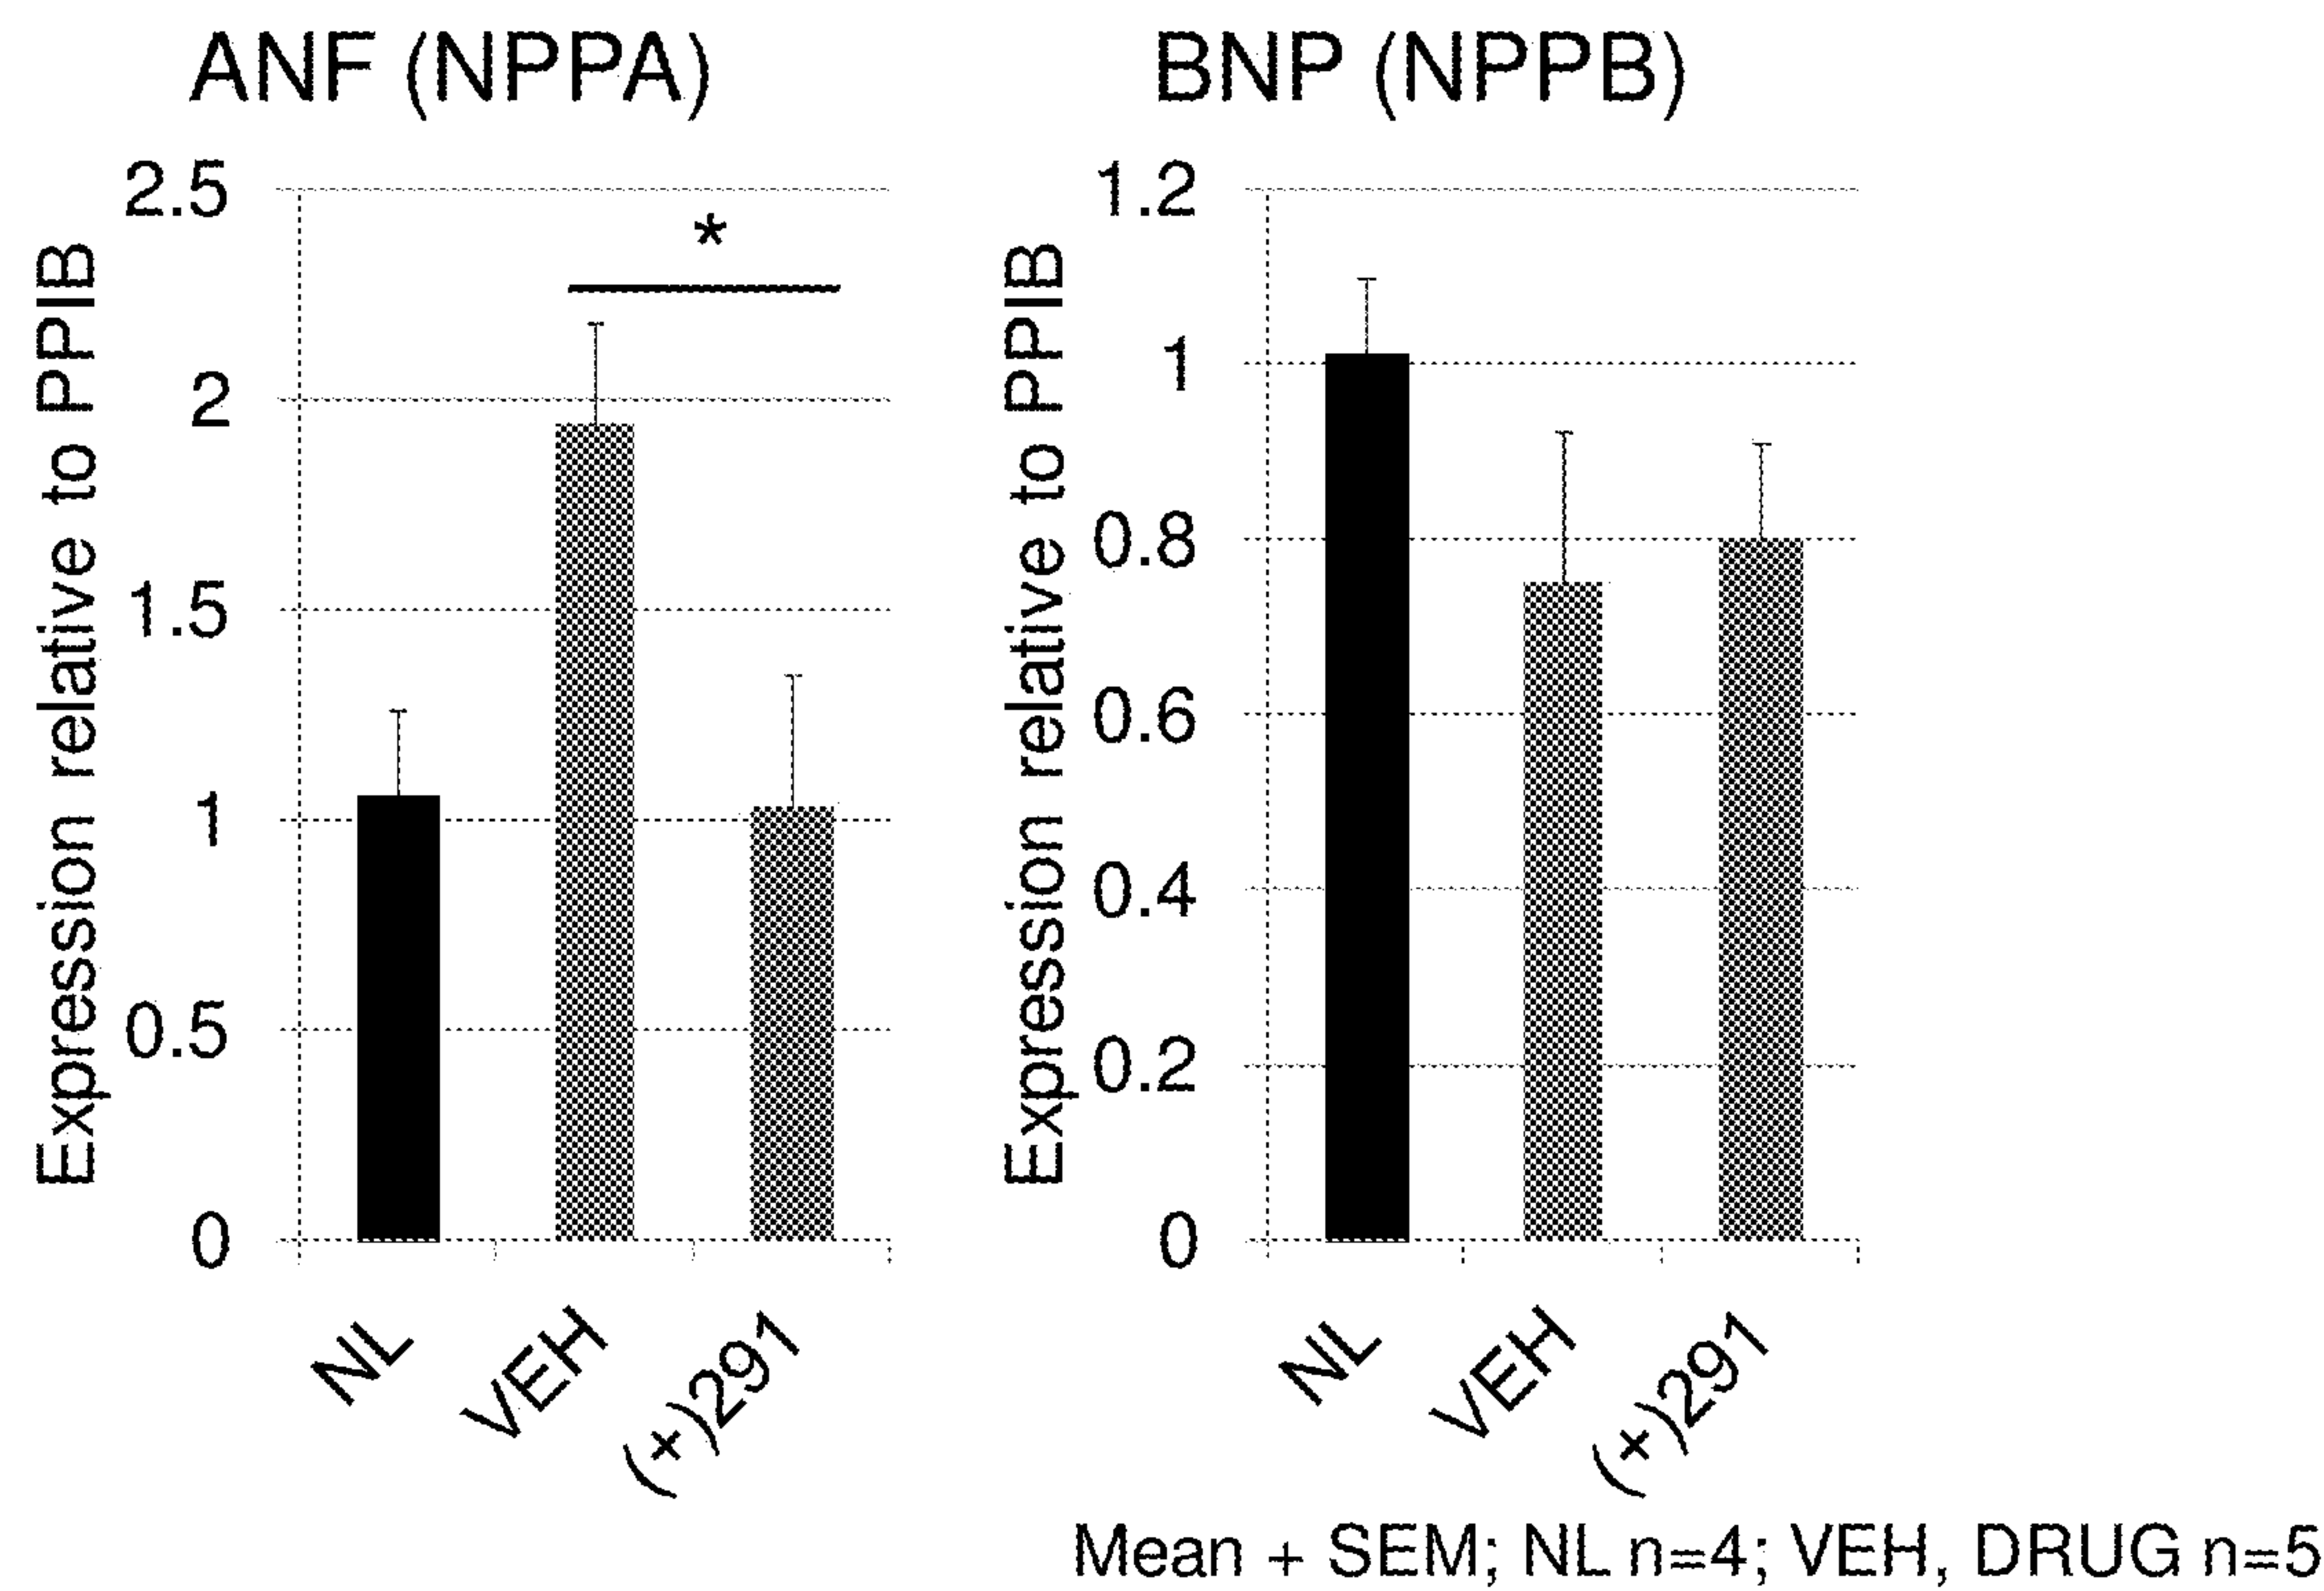 ANF (NPPA)
Expression relative to PPIB
2.5
2
1.5
1
0.5
0
*
NL
VEH
(+)291
BNP (NPPB)
Expression relative to PPIB
1.2
1
0.8
0.6
0.4
0.2
0
NL
VEH
(+)291
Mean + SEM; NL n=4; VEH, DRUG n=5